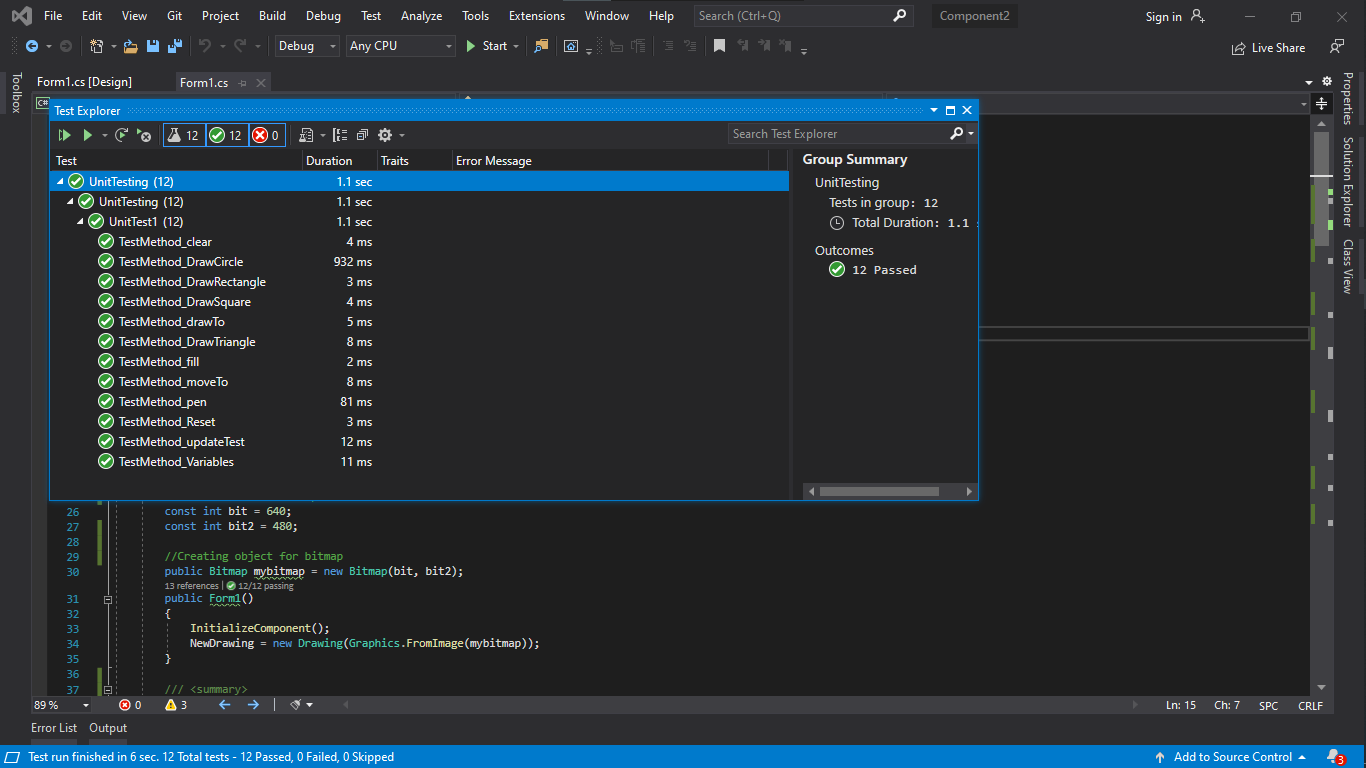 File Edit View Git Project Build Debug Test Analyze Tools Extensions Window Help Search (Ctrl+Q) Component2 Sign in
Debug Any CPU Start Live Share
Toolbox
Form1.cs [Design] Form1.cs
Properties
Solution Explorer
Class View
C#
Test Explorer
12 12 0 Search Test Explorer
Test Duration Traits Error Message
UnitTesting (12) 1.1 sec
UnitTesting (12) 1.1 sec
UnitTest1 (12) 1.1 sec
TestMethod_clear 4 ms
TestMethod_DrawCircle 932 ms
TestMethod_DrawRectangle 3 ms
TestMethod_DrawSquare 4 ms
TestMethod_drawTo 5 ms
TestMethod_DrawTriangle 8 ms
TestMethod_fill 2 ms
TestMethod_moveTo 8 ms
TestMethod_pen 81 ms
TestMethod_Reset 3 ms
TestMethod_updateTest 12 ms
TestMethod_Variables 11 ms
Group Summary
UnitTesting
Tests in group: 12
Total Duration: 1.1
Outcomes
12 Passed
26 const int bit = 640;
27 const int bit2 = 480;
28
29 //Creating object for bitmap
30 public Bitmap mybitmap = new Bitmap(bit, bit2);
13 references | 12/12 passing
31 public Form1()
32 {
33 InitializeComponent();
34 NewDrawing = new Drawing(Graphics.FromImage(mybitmap));
35 }
36
37 /// <summary>
89 % 0 3 Ln: 15 Ch: 7 SPC CRLF
Error List Output
Test run finished in 6 sec. 12 Total tests - 12 Passed, 0 Failed, 0 Skipped Add to Source Control 3